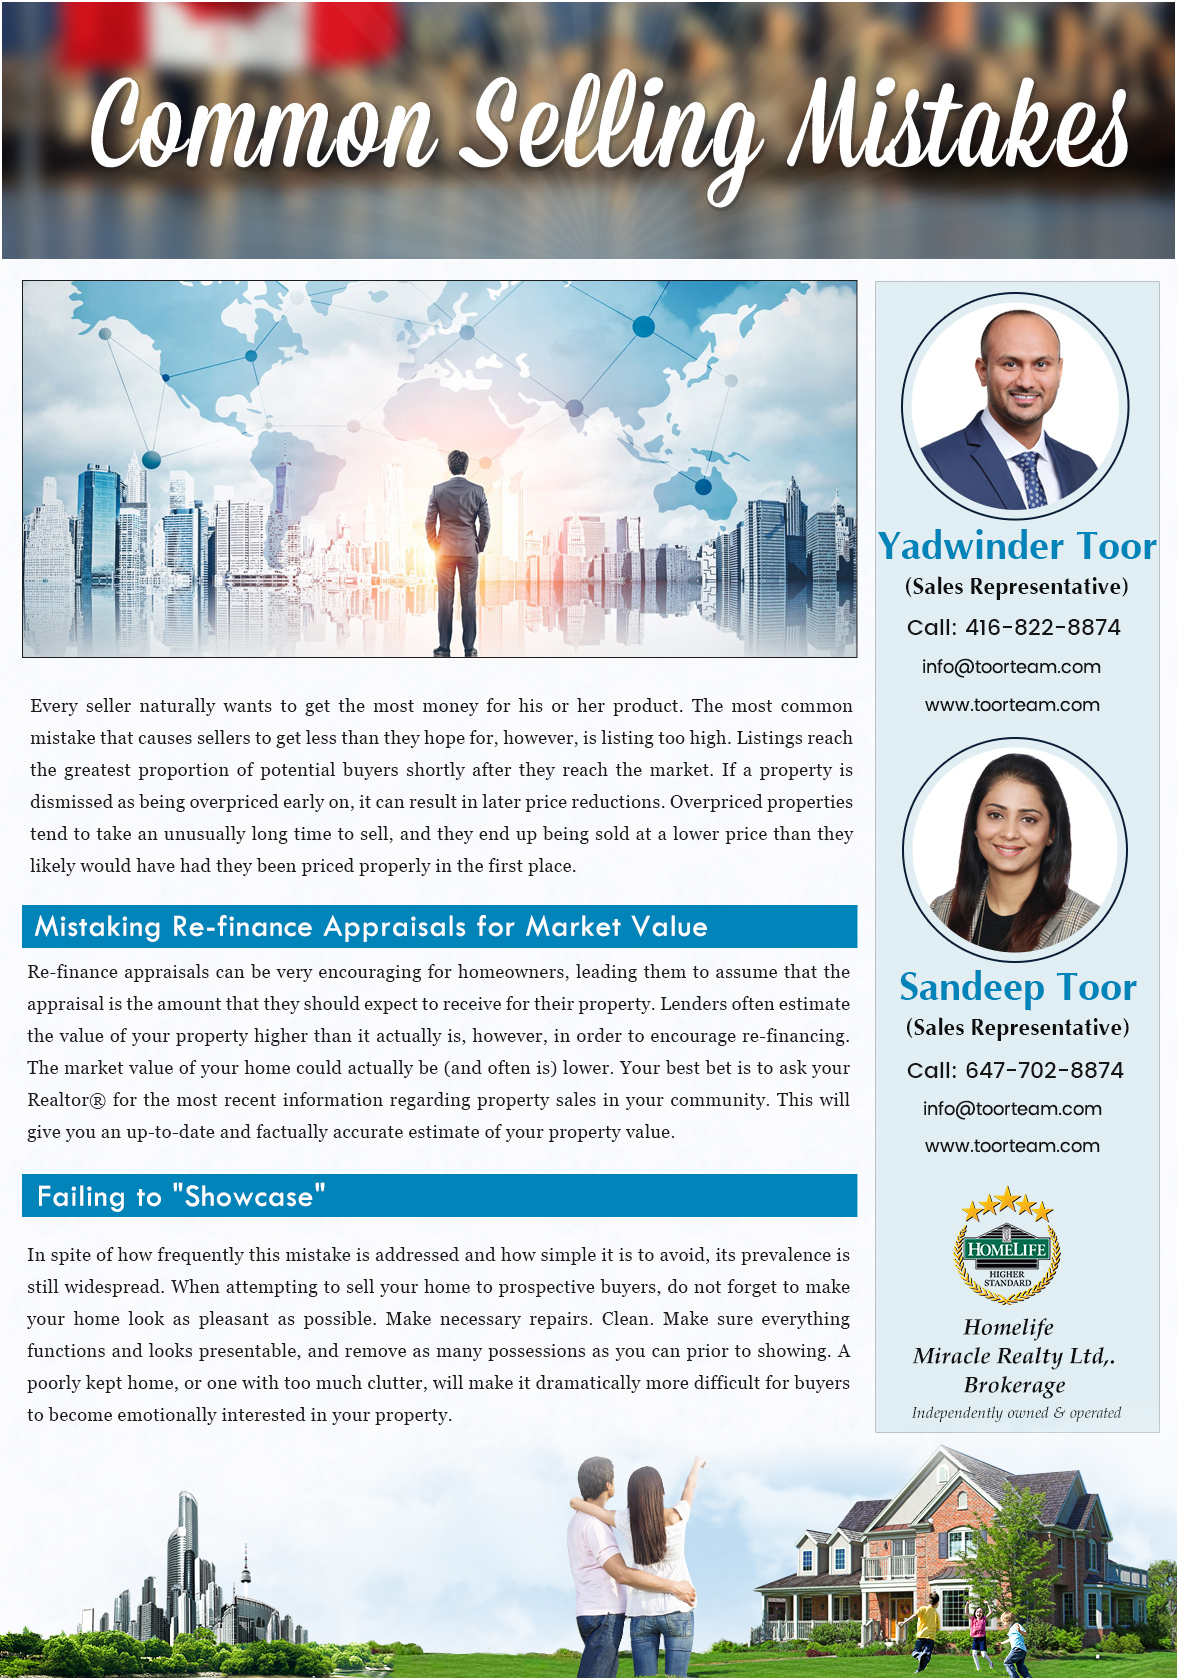 Common Selling Mistakes
Every seller naturally wants to get the most money for his or her product. The most common
mistake that causes sellers to get less than they hope for, however, is listing too high. Listings reach
the greatest proportion of potential buyers shortly after they reach the market. If a property is
dismissed as being overpriced early on, it can result in later price reductions. Overpriced properties
tend to take an unusually long time to sell, and they end up being sold at a lower price than they
likely would have had they been priced properly in the first place.
Mistaking Re-finance Appraisals for Market Value
Re-finance appraisals can be very encouraging for homeowners, leading them to assume that the
appraisal is the amount that they should expect to receive for their property. Lenders often estimate
the value of your property higher than it actually is, however, in order to encourage re-financing.
The market value of your home could actually be (and often is) lower. Your best bet is to ask your
Realtor® for the most recent information regarding property sales in your community. This will
give you an up-to-date and factually accurate estimate of your property value.
Failing to "Showcase"
In spite of how frequently this mistake is addressed and how simple it is to avoid, its prevalence is
still widespread. When attempting to sell your home to prospective buyers, do not forget to make
your home look as pleasant as possible. Make necessary repairs. Clean. Make sure everything
functions and looks presentable, and remove as many possessions as you can prior to showing. A
poorly kept home, or one with too much clutter, will make it dramatically more difficult for buyers
to become emotionally interested in your property.
Yadwinder Toor
(Sales Representative)
Call: 416-822-8874
info@toorteam.com
www.toorteam.com
Sandeep Toor
(Sales Representative)
Call: 647-702-8874
info@toorteam.com
www.toorteam.com
HOMELIFE
HIGHER
STANDARD
Homelife
Miracle Realty Ltd,.
Brokerage
Independently owned & operated